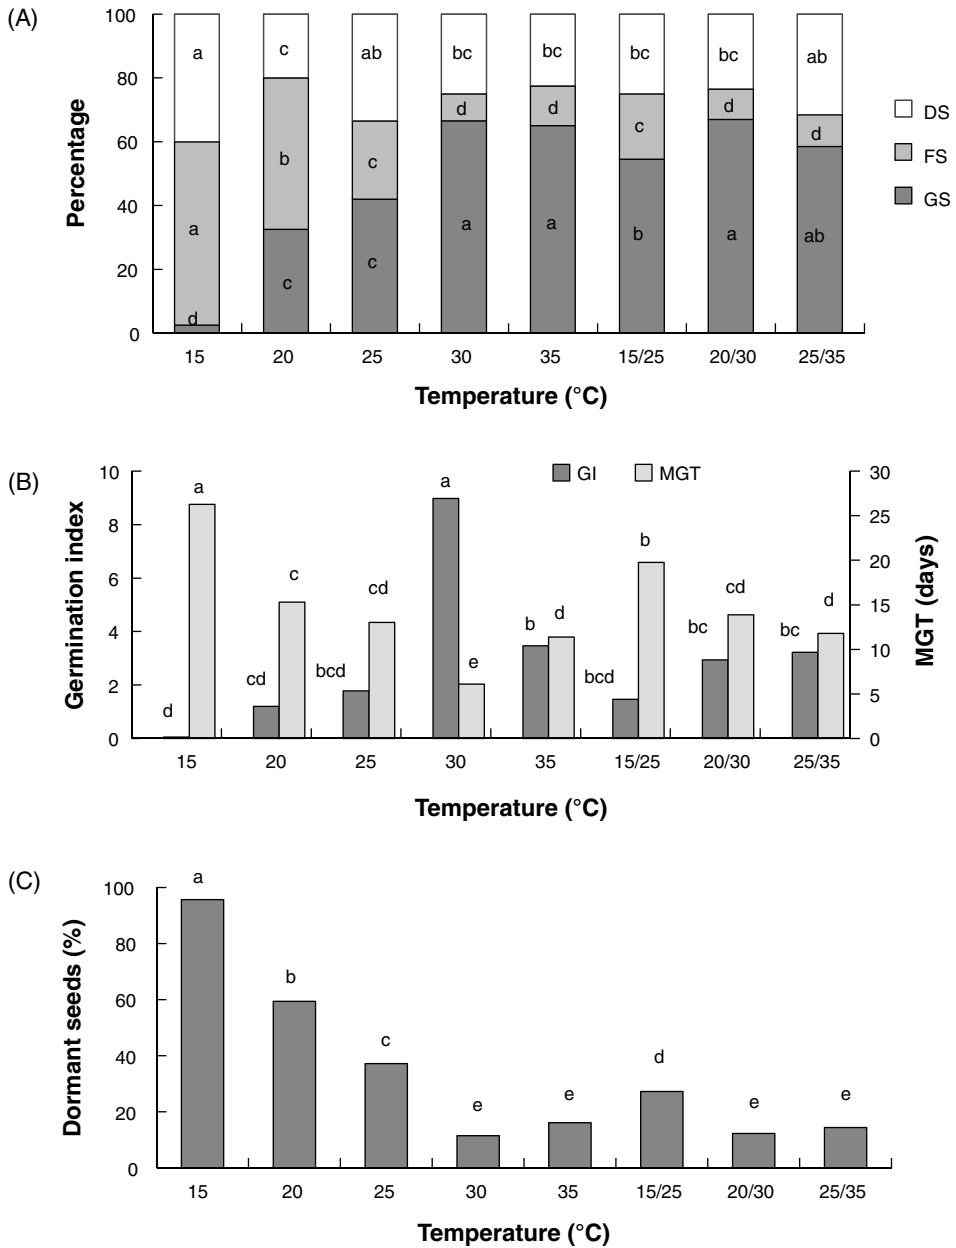 (A)
Percentage
100
80
60
40
20
0
a c ab bc bc bc bc ab
a b c d d c d d
d c c a a b a ab
DS
FS
GS
15 20 25 30 35 15/25 20/30 25/35
Temperature (°C)
(B)
Germination index
10
8
6
4
2
0
GI MGT
d a cd c bcd cd a e b d bcd b bc cd bc d
30
25
20
15
10
5
0
MGT (days)
15 20 25 30 35 15/25 20/30 25/35
Temperature (°C)
(C)
Dormant seeds (%)
100
80
60
40
20
0
a b c e e d e e
15 20 25 30 35 15/25 20/30 25/35
Temperature (°C)